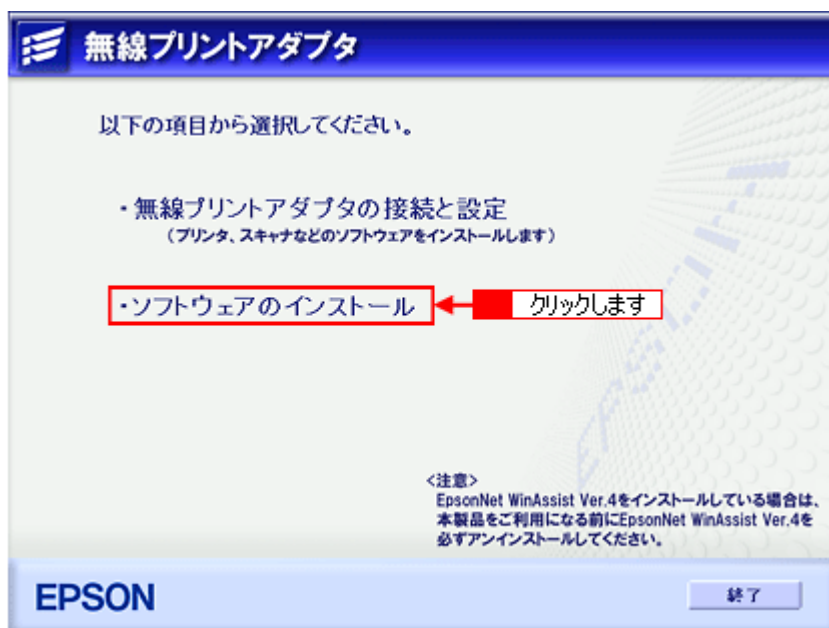 無線プリントアダプタ
以下の項目から選択してください。
・無線プリントアダプタの接続と設定
(プリンタ、スキャナなどのソフトウェアをインストールします)
・ソフトウェアのインストール
クリックします
EPSON
<注意>
EpsonNet WinAssist Ver.4をインストールしている場合は、
本製品をご利用になる前にEpsonNet WinAssist Ver.4を
必ずアンインストールしてください。
EPSON
終了